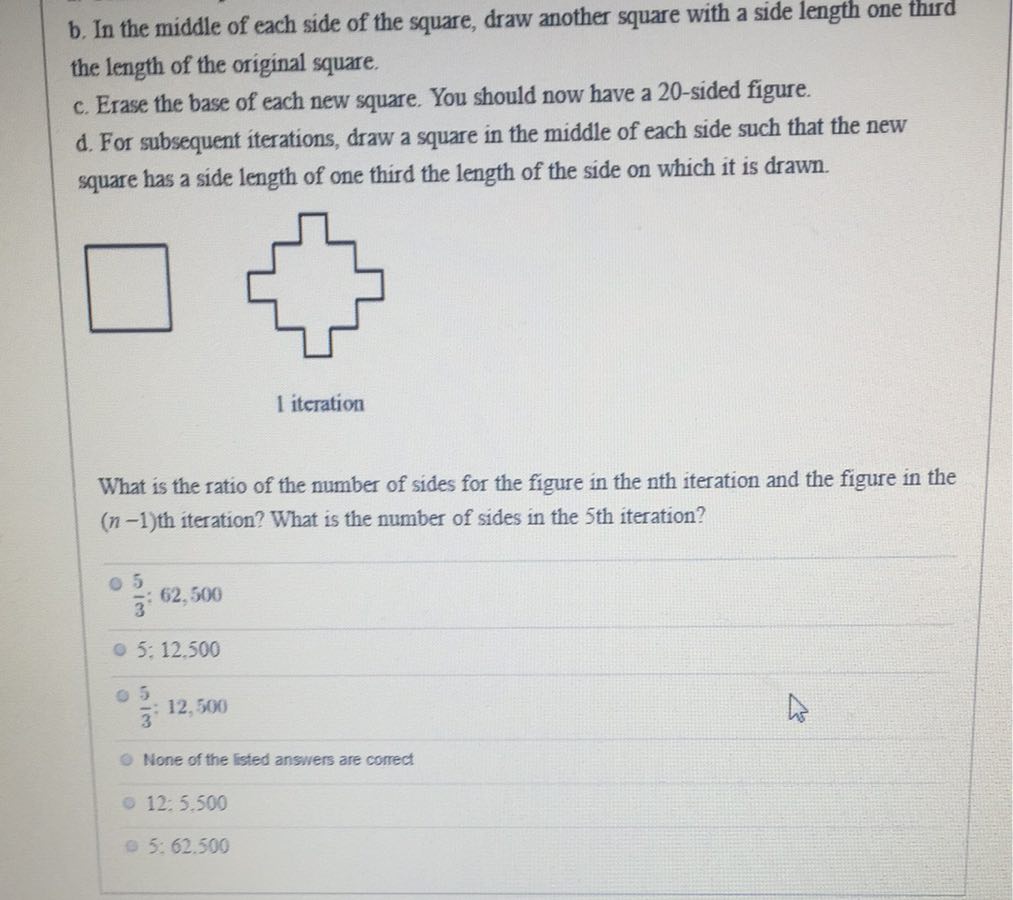 b. In the middle of each side of the square, draw another square with a side length one third
the length of the original square.
c. Erase the base of each new square. You should now have a 20-sided figure.
d. For subsequent iterations, draw a square in the middle of each side such that the new
square has a side length of one third the length of the side on which it is drawn.
1 iteration
What is the ratio of the number of sides for the figure in the nth iteration and the figure in the
(n −1)th iteration? What is the number of sides in the 5th iteration?
5/3; 62,500
5; 12,500
5/3; 12,500
None of the listed answers are correct
12; 5,500
5; 62,500